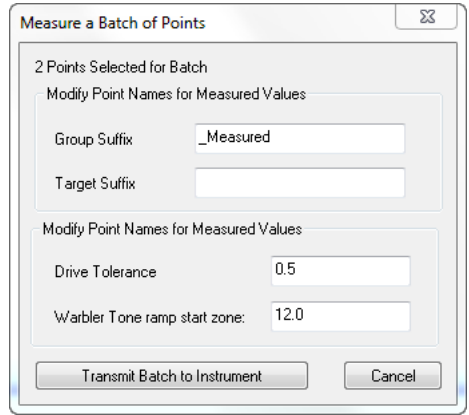 Measure a Batch of Points
2 Points Selected for Batch
Modify Point Names for Measured Values
Group Suffix _Measured
Target Suffix
Modify Point Names for Measured Values
Drive Tolerance 0.5
Warbler Tone ramp start zone: 12.0
Transmit Batch to Instrument Cancel